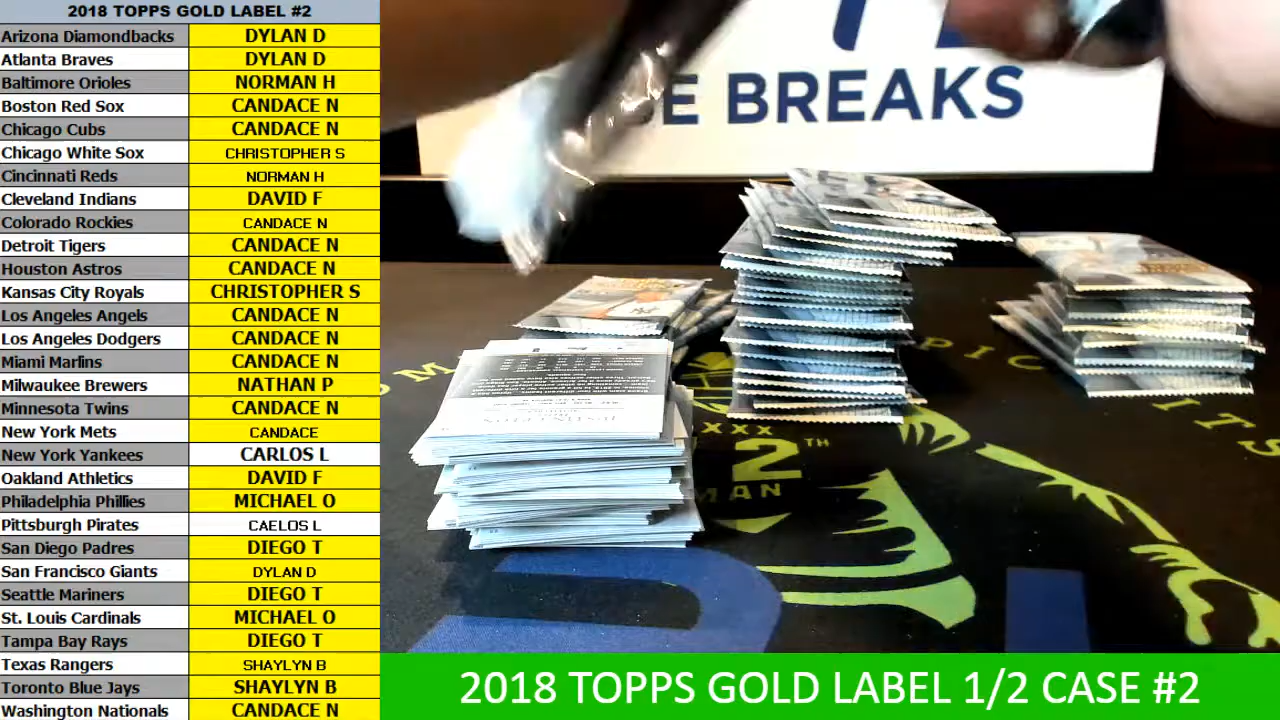 2018 TOPPS GOLD LABEL #2
Arizona Diamondbacks DYLAN D
Atlanta Braves DYLAN D
Baltimore Orioles NORMAN H
Boston Red Sox CANDACE N
Chicago Cubs CANDACE N
Chicago White Sox CHRISTOPHER S
Cincinnati Reds NORMAN H
Cleveland Indians DAVID F
Colorado Rockies CANDACE N
Detroit Tigers CANDACE N
Houston Astros CANDACE N
Kansas City Royals CHRISTOPHER S
Los Angeles Angels CANDACE N
Los Angeles Dodgers CANDACE N
Miami Marlins CANDACE N
Milwaukee Brewers NATHAN P
Minnesota Twins CANDACE N
New York Mets CANDACE
New York Yankees CARLOS L
Oakland Athletics DAVID F
Philadelphia Phillies MICHAEL O
Pittsburgh Pirates CAELOS L
San Diego Padres DIEGO T
San Francisco Giants DYLAN D
Seattle Mariners DIEGO T
St. Louis Cardinals MICHAEL O
Tampa Bay Rays DIEGO T
Texas Rangers SHAYLYN B
Toronto Blue Jays SHAYLYN B
Washington Nationals CANDACE N
E BREAKS
XXX
2TH
MAN
2018 TOPPS GOLD LABEL 1/2 CASE #2